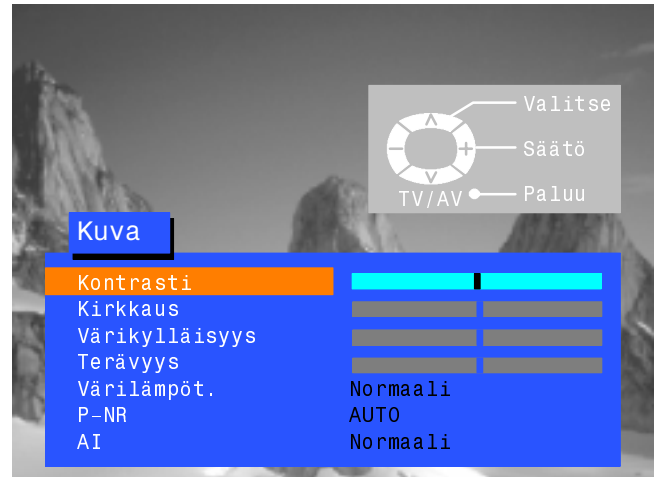 Valitse
Säätö
TV/AV Paluu
Kuva
Kontrasti
Kirkkaus
Värikylläisyys
Terävyys
Värilämpöt. Normaali
P-NR AUTO
AI Normaali